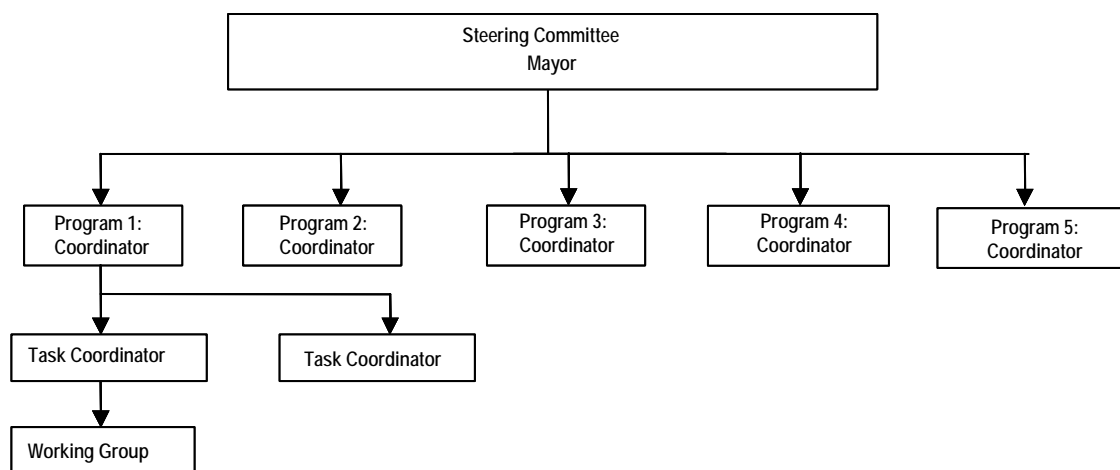 Steering Committee
Mayor
Program 1:
Coordinator
Program 2:
Coordinator
Program 3:
Coordinator
Program 4:
Coordinator
Program 5:
Coordinator
Task Coordinator
Task Coordinator
Working Group